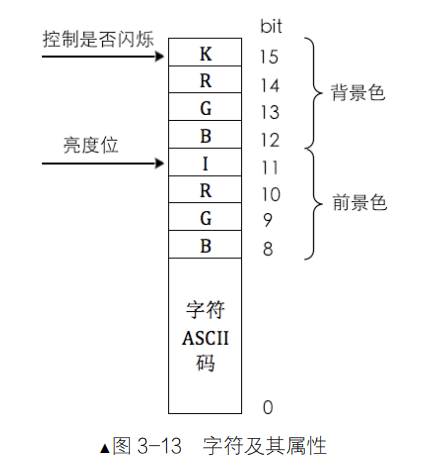 bit
控制是否闪烁
K 15
R 14
背景色
G 13
B 12
亮度位
I 11
R 10
前景色
G 9
B 8
字符
ASCII
码
0
▲图 3-13 字符及其属性